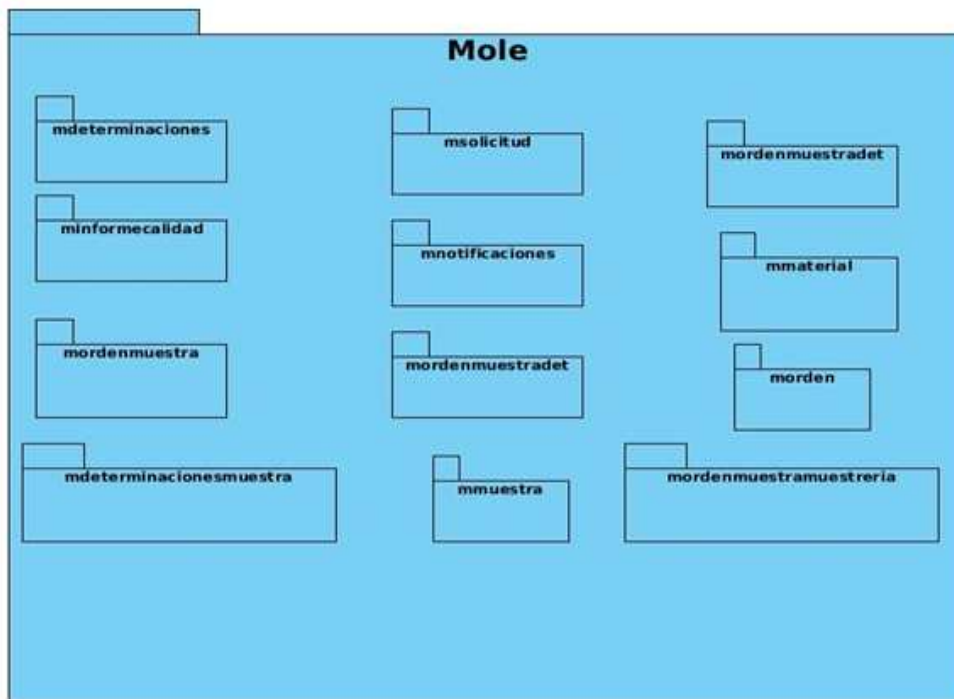 Mole
mdeterminaciones
msolicitud
mordenmuestradet
minformecalidad
mnotificaciones
mmaterial
mordenmuestra
mordenmuestradet
morden
mdeterminacionesmuestra
mmuestra
mordenmuestramuestreria